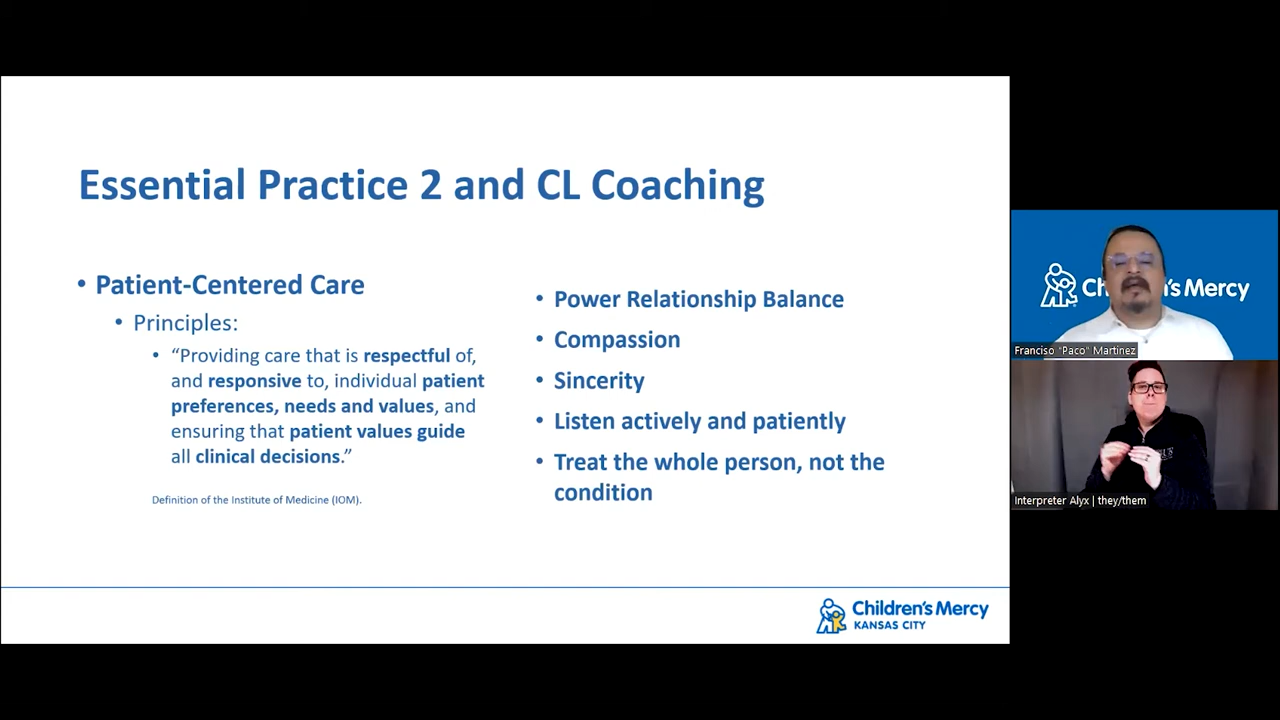 Essential Practice 2 and CL Coaching
• Patient-Centered Care
• Principles:
• “Providing care that is respectful of,
and responsive to, individual patient
preferences, needs and values, and
ensuring that patient values guide
all clinical decisions.”
Definition of the Institute of Medicine (IOM).
• Power Relationship Balance
• Compassion
• Sincerity
• Listen actively and patiently
• Treat the whole person, not the
condition
Children's Mercy
KANSAS CITY
Children's Mercy
Franciso "Paco" Martinez
Interpreter Alyx | they/them